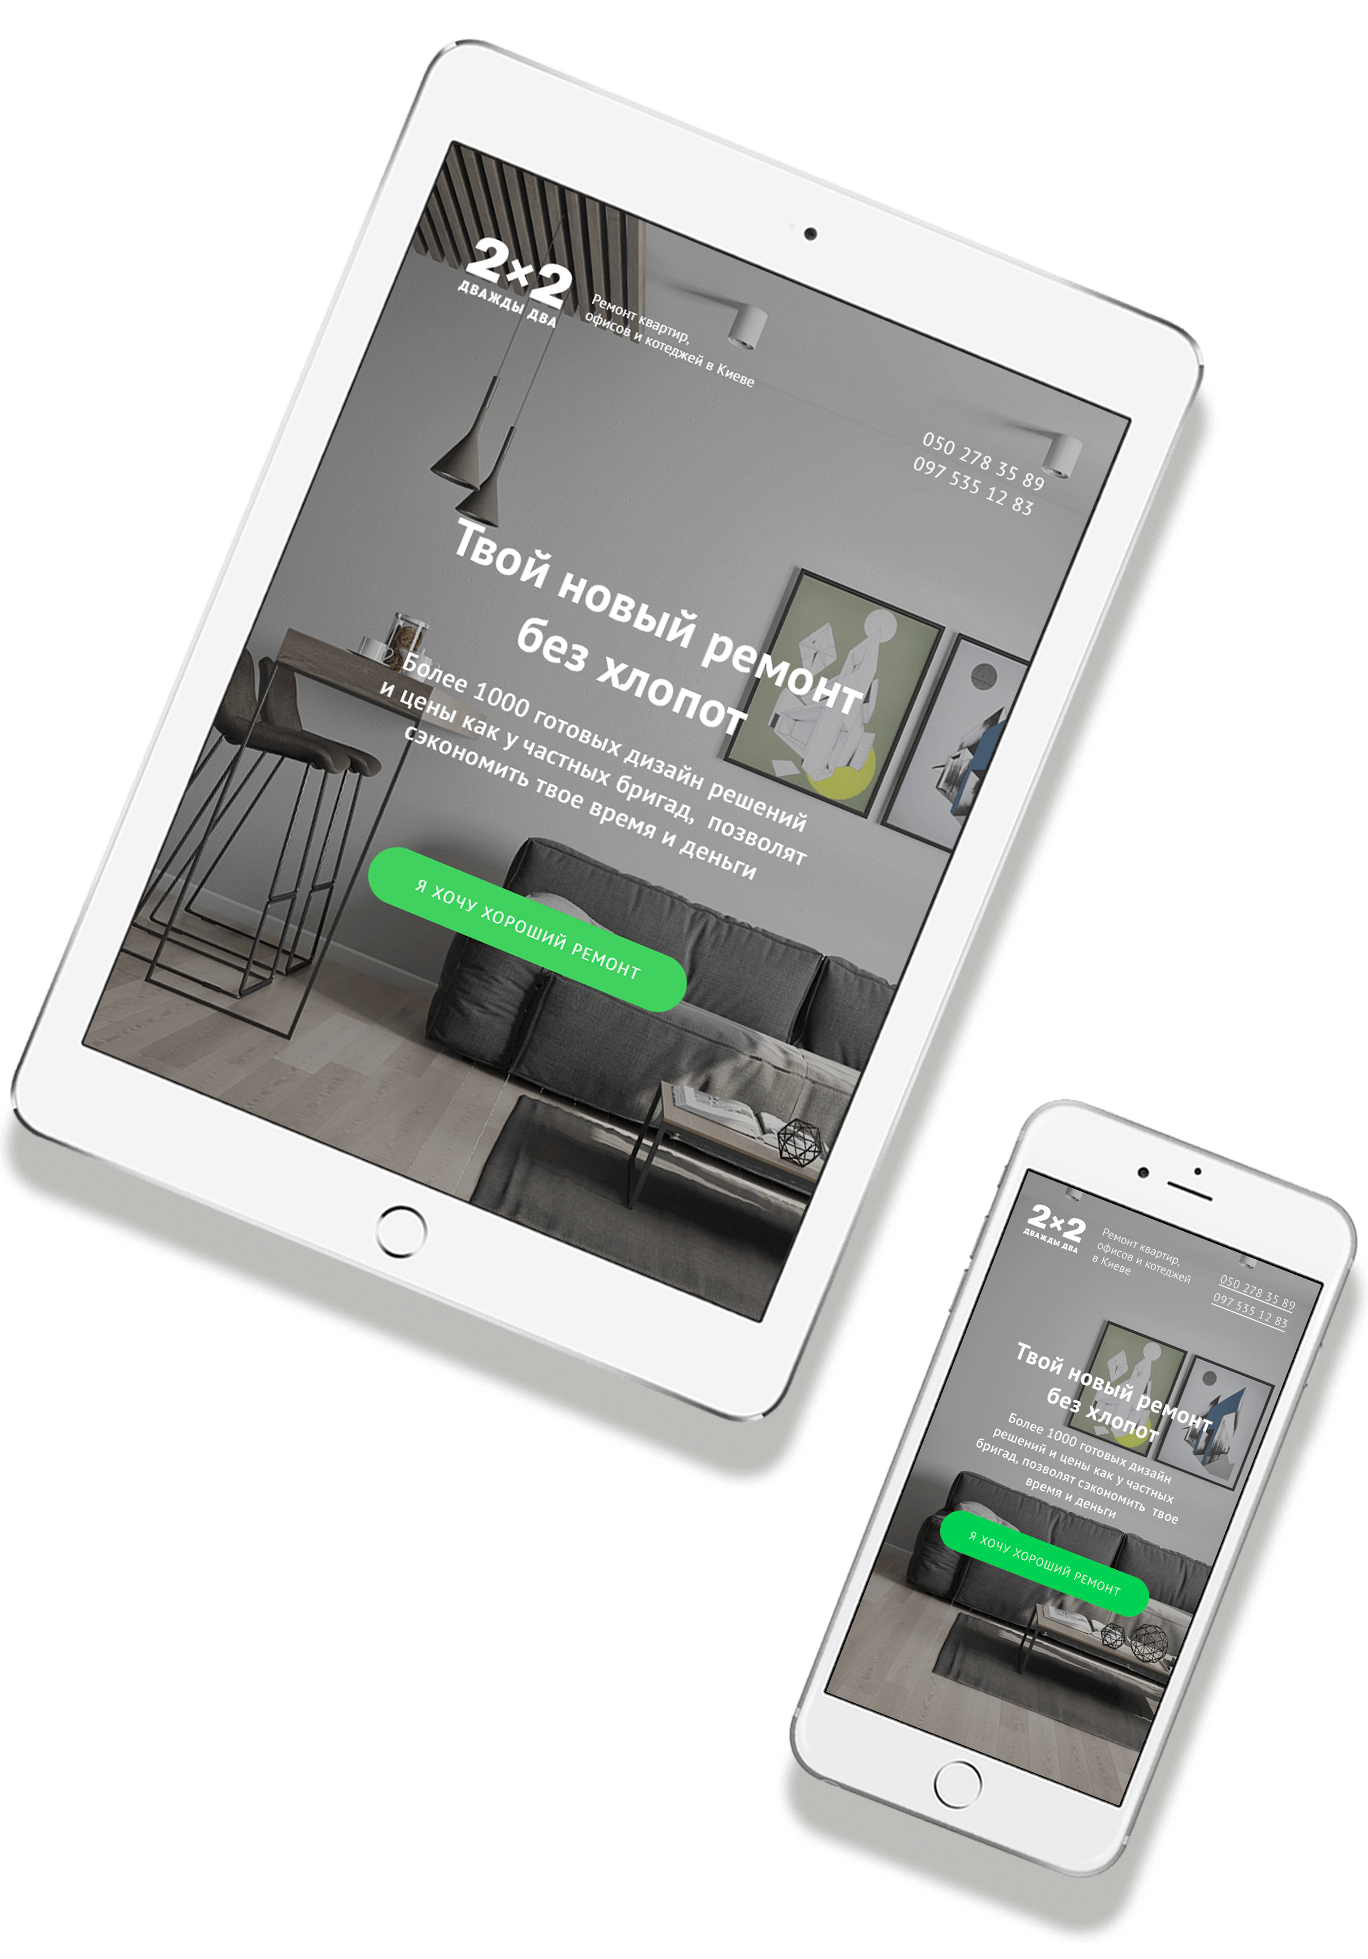 2×2
ДВАЖДЫ ДВА
Ремонт квартир,
офисов и котеджей в Киеве
050 278 35 89
097 535 12 83
Твой новый ремонт
без хлопот
Более 1000 готовых дизайн решений
и цены как у частных бригад, позволят
сэкономить твое время и деньги
Я ХОЧУ ХОРОШИЙ РЕМОНТ
2×2
ДВАЖДЫ ДВА
Ремонт квартир,
офисов и котеджей
в Киеве
050 278 35 89
097 535 12 83
Твой новый ремонт
без хлопот
Более 1000 готовых дизайн
решений и цены как у частных
бригад, позволят сэкономить твое
время и деньги
Я ХОЧУ ХОРОШИЙ РЕМОНТ